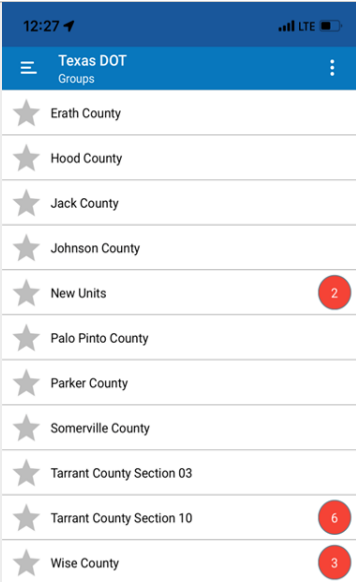 12:27 LTE
Texas DOT
Groups
Erath County
Hood County
Jack County
Johnson County
New Units 2
Palo Pinto County
Parker County
Somerville County
Tarrant County Section 03
Tarrant County Section 10 6
Wise County 3